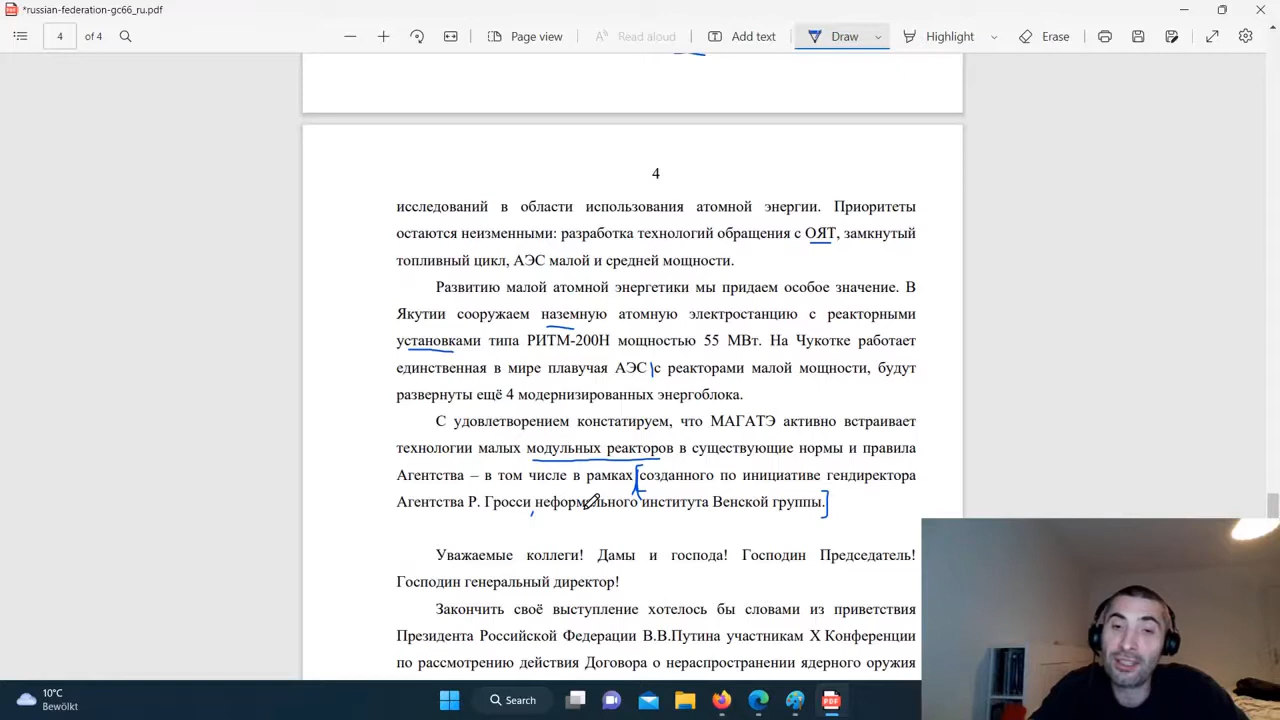 *russian-federation-gc66_ru.pdf
4 of 4 Page view Read aloud Add text Draw Highlight Erase
4
исследований в области использования атомной энергии. Приоритеты
остаются неизменными: разработка технологий обращения с ОЯТ, замкнутый
топливный цикл, АЭС малой и средней мощности.
Развитию малой атомной энергетики мы придаем особое значение. В
Якутии сооружаем наземную атомную электростанцию с реакторными
установками типа РИТМ-200Н мощностью 55 МВт. На Чукотке работает
единственная в мире плавучая АЭС с реакторами малой мощности, будут
развернуты ещё 4 модернизированных энергоблока.
С удовлетворением констатируем, что МАГАТЭ активно встраивает
технологии малых модульных реакторов в существующие нормы и правила
Агентства – в том числе в рамках созданного по инициативе гендиректора
Агентства Р. Гросси неформального института Венской группы.
Уважаемые коллеги! Дамы и господа! Господин Председатель!
Господин генеральный директор!
Закончить своё выступление хотелось бы словами из приветствия
Президента Российской Федерации В.В.Путина участникам X Конференции
по рассмотрению действия Договора о нераспространении ядерного оружия
10°C
Bewölkt
Search